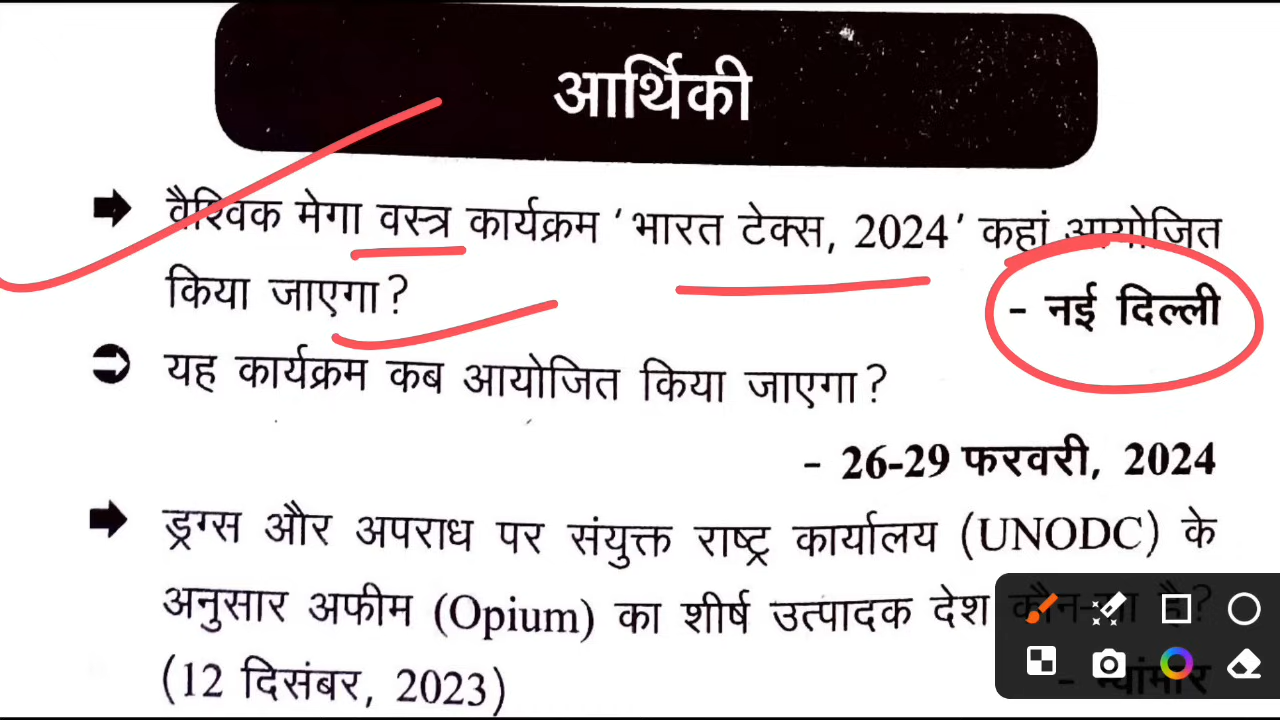 आर्थिकी
वैश्विक मेगा वस्त्र कार्यक्रम 'भारत टेक्स, 2024' कहां आयोजित
किया जाएगा?
- नई दिल्ली
यह कार्यक्रम कब आयोजित किया जाएगा?
- 26-29 फरवरी, 2024
ड्रग्स और अपराध पर संयुक्त राष्ट्र कार्यालय (UNODC) के
अनुसार अफीम (Opium) का शीर्ष उत्पादक देश कौन-सा है?
(12 दिसंबर, 2023)
- म्यांमार